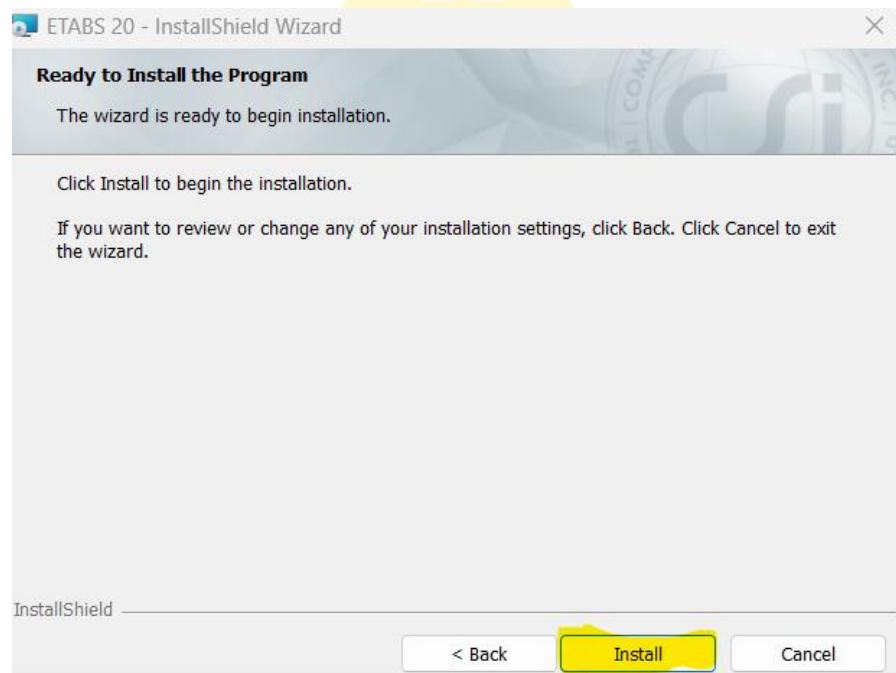 ETABS 20 - InstallShield Wizard
Ready to Install the Program
The wizard is ready to begin installation.
Click Install to begin the installation.
If you want to review or change any of your installation settings, click Back. Click Cancel to exit
the wizard.
InstallShield
< Back
Install
Cancel